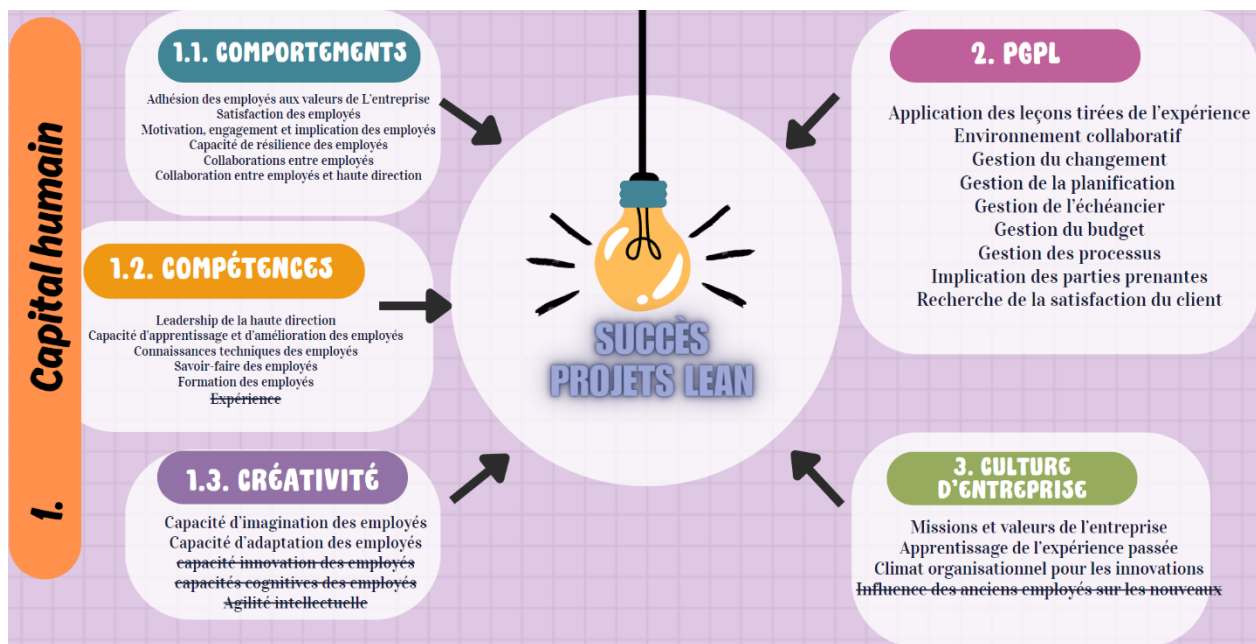 1. Capital humain
1.1. COMPORTEMENTS
Adhésion des employés aux valeurs de L'entreprise
Satisfaction des employés
Motivation, engagement et implication des employés
Capacité de résilience des employés
Collaborations entre employés
Collaboration entre employés et haute direction
1.2. COMPÉTENCES
Leadership de la haute direction
Capacité d'apprentissage et d'amélioration des employés
Connaissances techniques des employés
Savoir-faire des employés
Formation des employés
Expérience
1.3. CRÉATIVITÉ
Capacité d'imagination des employés
Capacité d'adaptation des employés
capacité innovation des employés
capacités cognitives des employés
Agilité intellectuelle
SUCCÈS
PROJETS LEAN
2. PGPL
Application des leçons tirées de l'expérience
Environnement collaboratif
Gestion du changement
Gestion de la planification
Gestion de l'échéancier
Gestion du budget
Gestion des processus
Implication des parties prenantes
Recherche de la satisfaction du client
3. CULTURE
D'ENTREPRISE
Missions et valeurs de l'entreprise
Apprentissage de l'expérience passée
Climat organisationnel pour les innovations
Influence des anciens employés sur les nouveaux